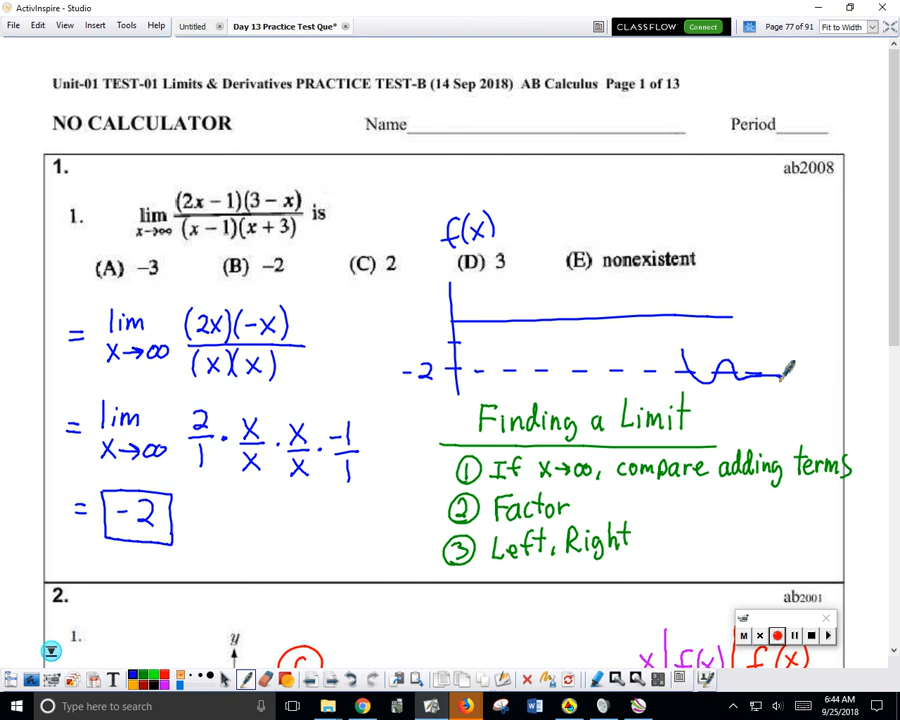 ActivInspire - Studio
File Edit View Insert Tools Help Untitled Day 13 Practice Test Que* CLASSFLOW Connect Page 77 of 91 Fit to Width
Unit-01 TEST-01 Limits & Derivatives PRACTICE TEST-B (14 Sep 2018) AB Calculus Page 1 of 13
NO CALCULATOR Name Period
1. ab2008
1. lim x→∞ (2x − 1)(3 − x) / (x − 1)(x + 3) is
f(x)
(A) −3 (B) −2 (C) 2 (D) 3 (E) nonexistent
= lim x→∞ (2x)(-x) / (x)(x)
-2
= lim x→∞ 2/1 · x/x · x/x · -1/1
= -2
Finding a Limit
① If x→∞, compare adding terms
② Factor
③ Left, Right
2. ab2001
1. y
x f(x) f(x)
M
T
Type here to search
6:44 AM
9/25/2018